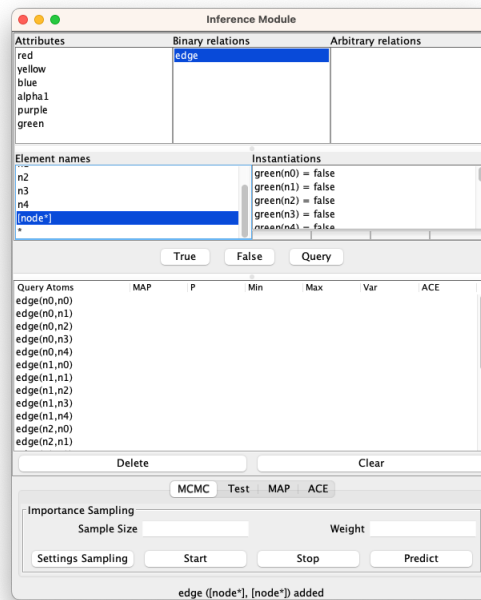 Inference Module
Attributes
red
yellow
blue
alpha1
purple
green
Binary relations
edge
Arbitrary relations
Element names
n2
n3
n4
[node*]
*
Instantiations
green(n0) = false
green(n1) = false
green(n2) = false
green(n3) = false
green(n4) = false
True False Query
Query Atoms MAP P Min Max Var ACE
edge(n0,n0)
edge(n0,n1)
edge(n0,n2)
edge(n0,n3)
edge(n0,n4)
edge(n1,n0)
edge(n1,n1)
edge(n1,n2)
edge(n1,n3)
edge(n1,n4)
edge(n2,n0)
edge(n2,n1)
Delete Clear
MCMC Test MAP ACE
Importance Sampling
Sample Size Weight
Settings Sampling Start Stop Predict
edge ([node*], [node*]) added